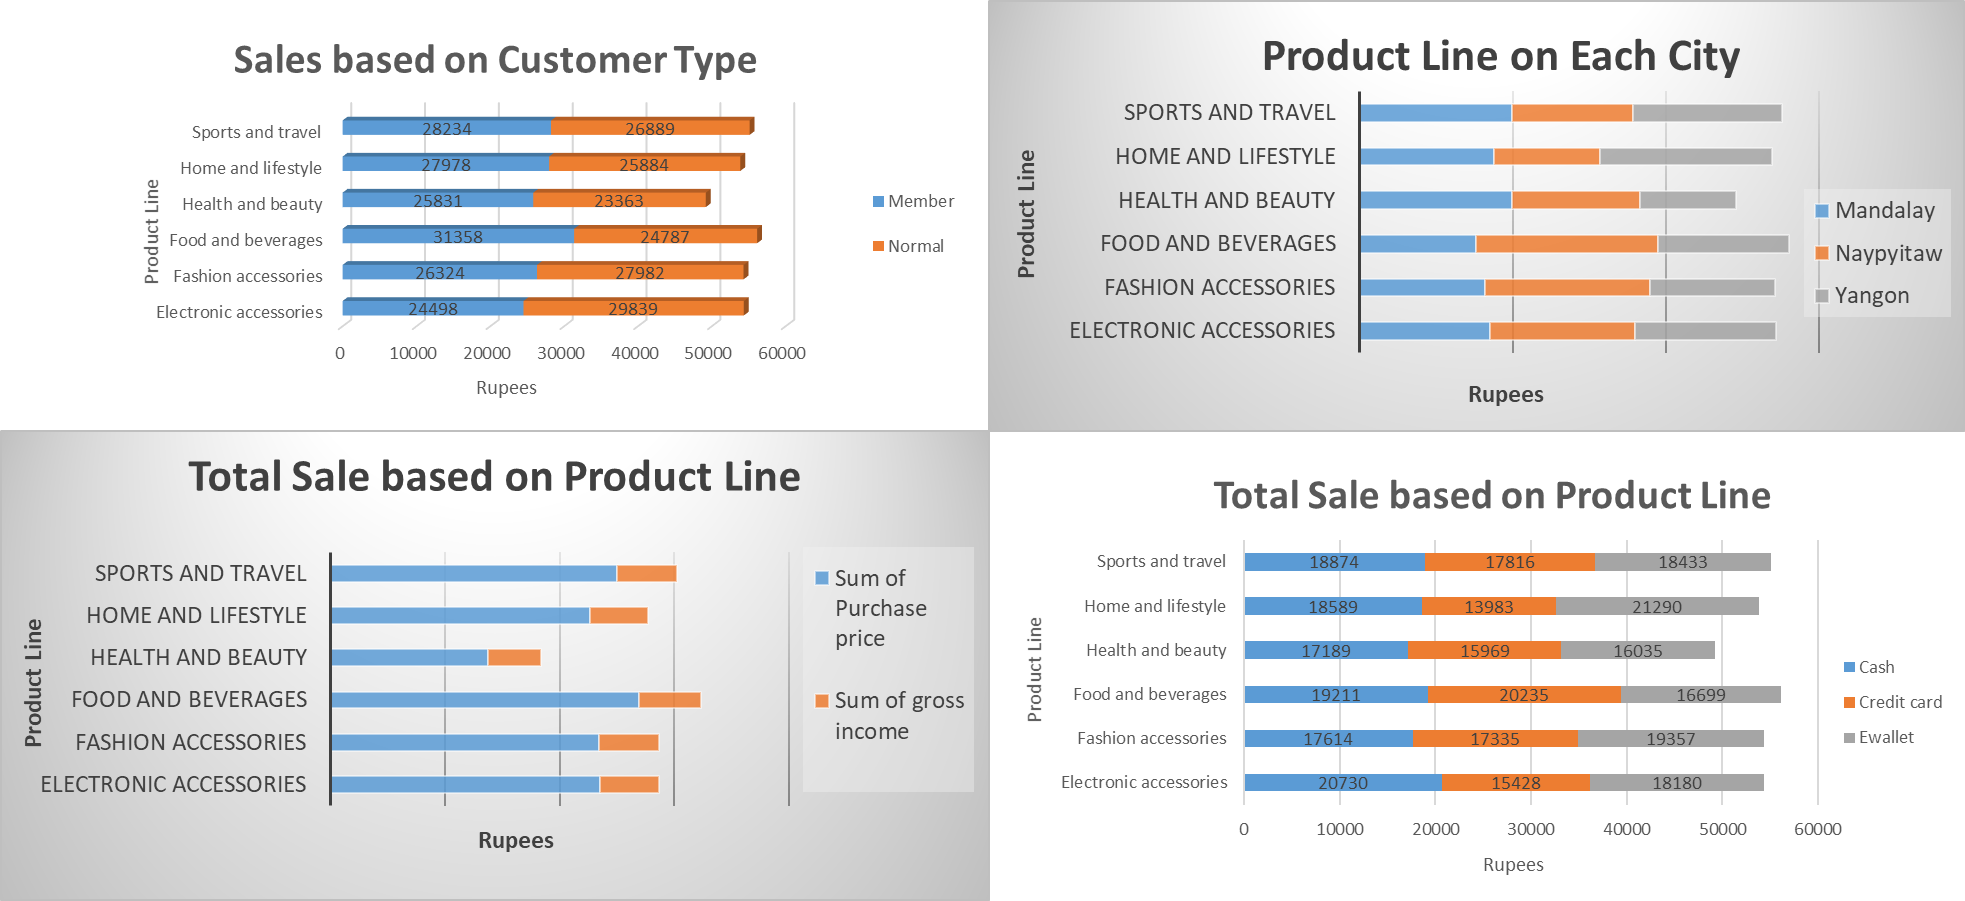 Sales based on Customer Type
Product Line
Sports and travel 28234 26889
Home and lifestyle 27978 25884
Health and beauty 25831 23363
Food and beverages 31358 24787
Fashion accessories 26324 27982
Electronic accessories 24498 29839
0 10000 20000 30000 40000 50000 60000
Rupees
Member
Normal
Product Line on Each City
Product Line
SPORTS AND TRAVEL
HOME AND LIFESTYLE
HEALTH AND BEAUTY
FOOD AND BEVERAGES
FASHION ACCESSORIES
ELECTRONIC ACCESSORIES
Rupees
Mandalay
Naypyitaw
Yangon
Total Sale based on Product Line
Product Line
SPORTS AND TRAVEL
HOME AND LIFESTYLE
HEALTH AND BEAUTY
FOOD AND BEVERAGES
FASHION ACCESSORIES
ELECTRONIC ACCESSORIES
Rupees
Sum of
Purchase
price
Sum of gross
income
Total Sale based on Product Line
Product Line
Sports and travel 18874 17816 18433
Home and lifestyle 18589 13983 21290
Health and beauty 17189 15969 16035
Food and beverages 19211 20235 16699
Fashion accessories 17614 17335 19357
Electronic accessories 20730 15428 18180
0 10000 20000 30000 40000 50000 60000
Rupees
Cash
Credit card
Ewallet